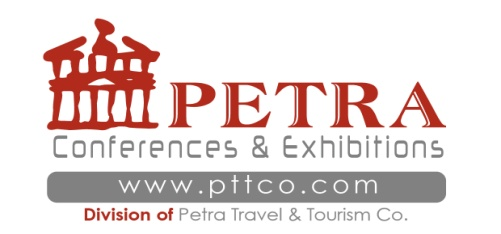 PETRA
Conferences & Exhibitions
www.pttco.com
Division of Petra Travel & Tourism Co.